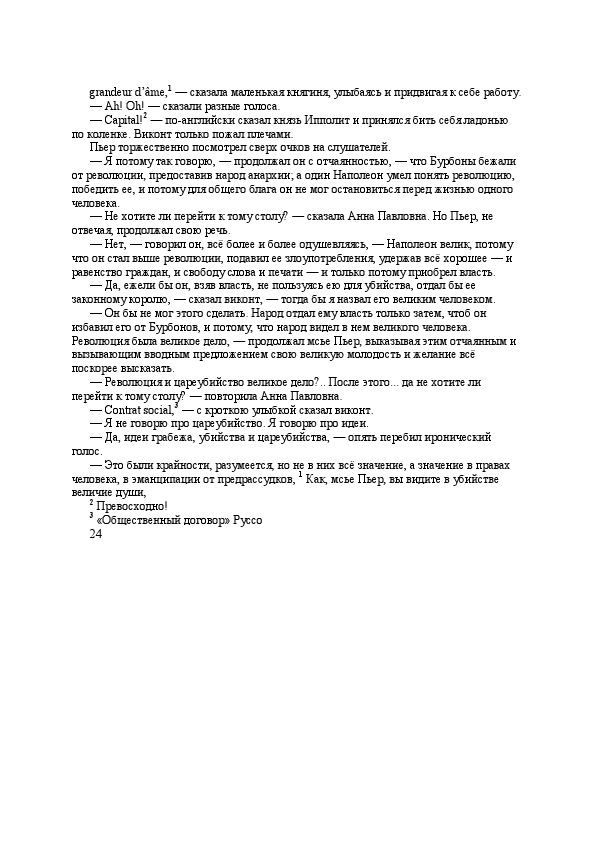 grandeur d’âme,1 — сказала маленькая княгиня, улыбаясь и придвигая к себе работу.
— Ah! Oh! — сказали разные голоса.
— Capital!2 — по-английски сказал князь Ипполит и принялся бить себя ладонью
по коленке. Виконт только пожал плечами.
Пьер торжественно посмотрел сверх очков на слушателей.
— Я потому так говорю, — продолжал он с отчаянностью, — что Бурбоны бежали
от революции, предоставив народ анархии; а один Наполеон умел понять революцию,
победить ее, и потому для общего блага он не мог остановиться перед жизнью одного
человека.
— Не хотите ли перейти к тому столу? — сказала Анна Павловна. Но Пьер, не
отвечая, продолжал свою речь.
— Нет, — говорил он, всё более и более одушевляясь, — Наполеон велик, потому
что он стал выше революции, подавил ее злоупотребления, удержав всё хорошее — и
равенство граждан, и свободу слова и печати — и только потому приобрел власть.
— Да, ежели бы он, взяв власть, не пользуясь ею для убийства, отдал бы ее
законному королю, — сказал виконт, — тогда бы я назвал его великим человеком.
— Он бы не мог этого сделать. Народ отдал ему власть только затем, чтоб он
избавил его от Бурбонов, и потому, что народ видел в нем великого человека.
Революция была великое дело, — продолжал мсье Пьер, выказывая этим отчаянным и
вызывающим вводным предложением свою великую молодость и желание всё
поскорее высказать.
— Революция и цареубийство великое дело?.. После этого... да не хотите ли
перейти к тому столу? — повторила Анна Павловна.
— Contrat social,3 — с кроткою улыбкой сказал виконт.
— Я не говорю про цареубийство. Я говорю про идеи.
— Да, идеи грабежа, убийства и цареубийства, — опять перебил иронический
голос.
— Это были крайности, разумеется, но не в них всё значение, а значение в правах
человека, в эманципации от предрассудков, 1 Как, мсье Пьер, вы видите в убийстве
величие души,
2 Превосходно!
3 «Общественный договор» Руссо
24